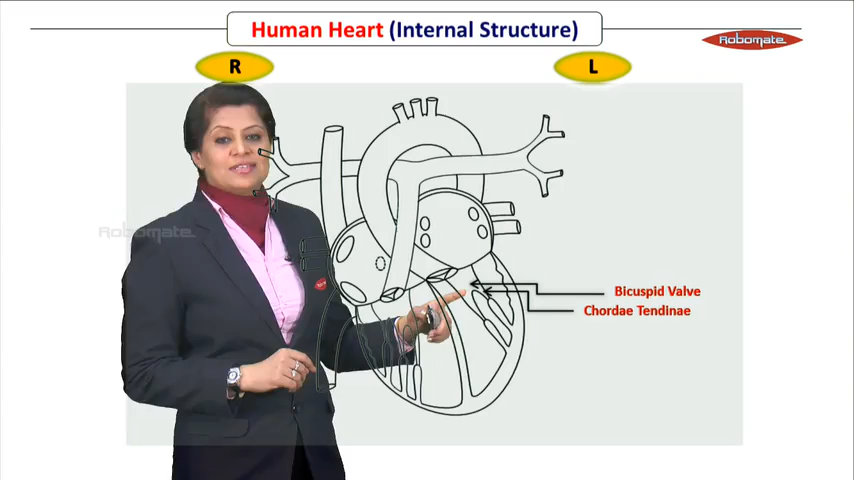 Human Heart (Internal Structure)
Robomate
R
L
Robomate
Bicuspid Valve
Chordae Tendinae